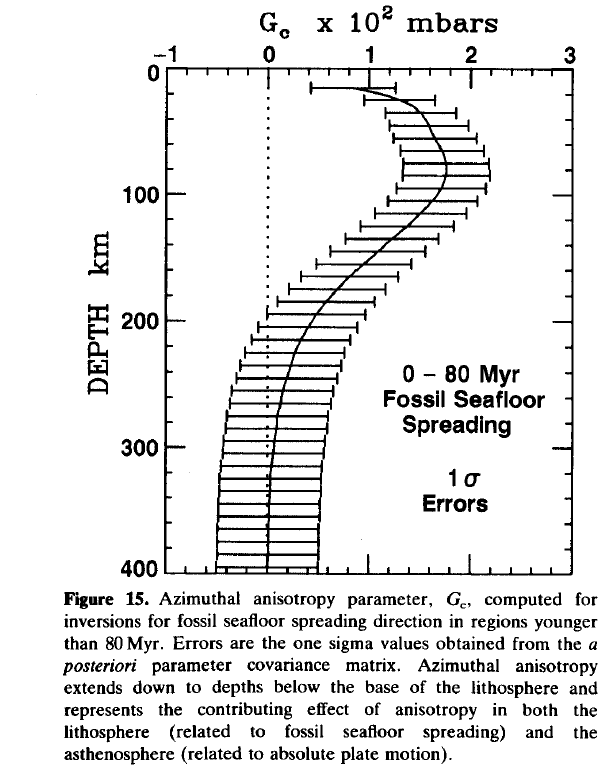 G_c x 10² mbars
-1 0 1 2 3
0
100
200
300
400
DEPTH km
0 – 80 Myr
Fossil Seafloor
Spreading
1 σ
Errors
Figure 15. Azimuthal anisotropy parameter, G_c, computed for
inversions for fossil seafloor spreading direction in regions younger
than 80 Myr. Errors are the one sigma values obtained from the a
posteriori parameter covariance matrix. Azimuthal anisotropy
extends down to depths below the base of the lithosphere and
represents the contributing effect of anisotropy in both the
lithosphere (related to fossil seafloor spreading) and the
asthenosphere (related to absolute plate motion).